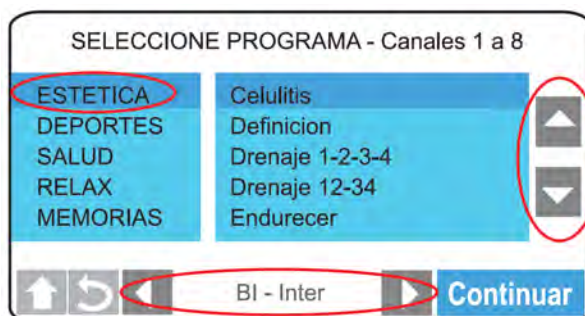 SELECCIONE PROGRAMA - Canales 1 a 8
ESTETICA
DEPORTES
SALUD
RELAX
MEMORIAS
Celulitis
Definicion
Drenaje 1-2-3-4
Drenaje 12-34
Endurecer
BI - Inter
Continuar